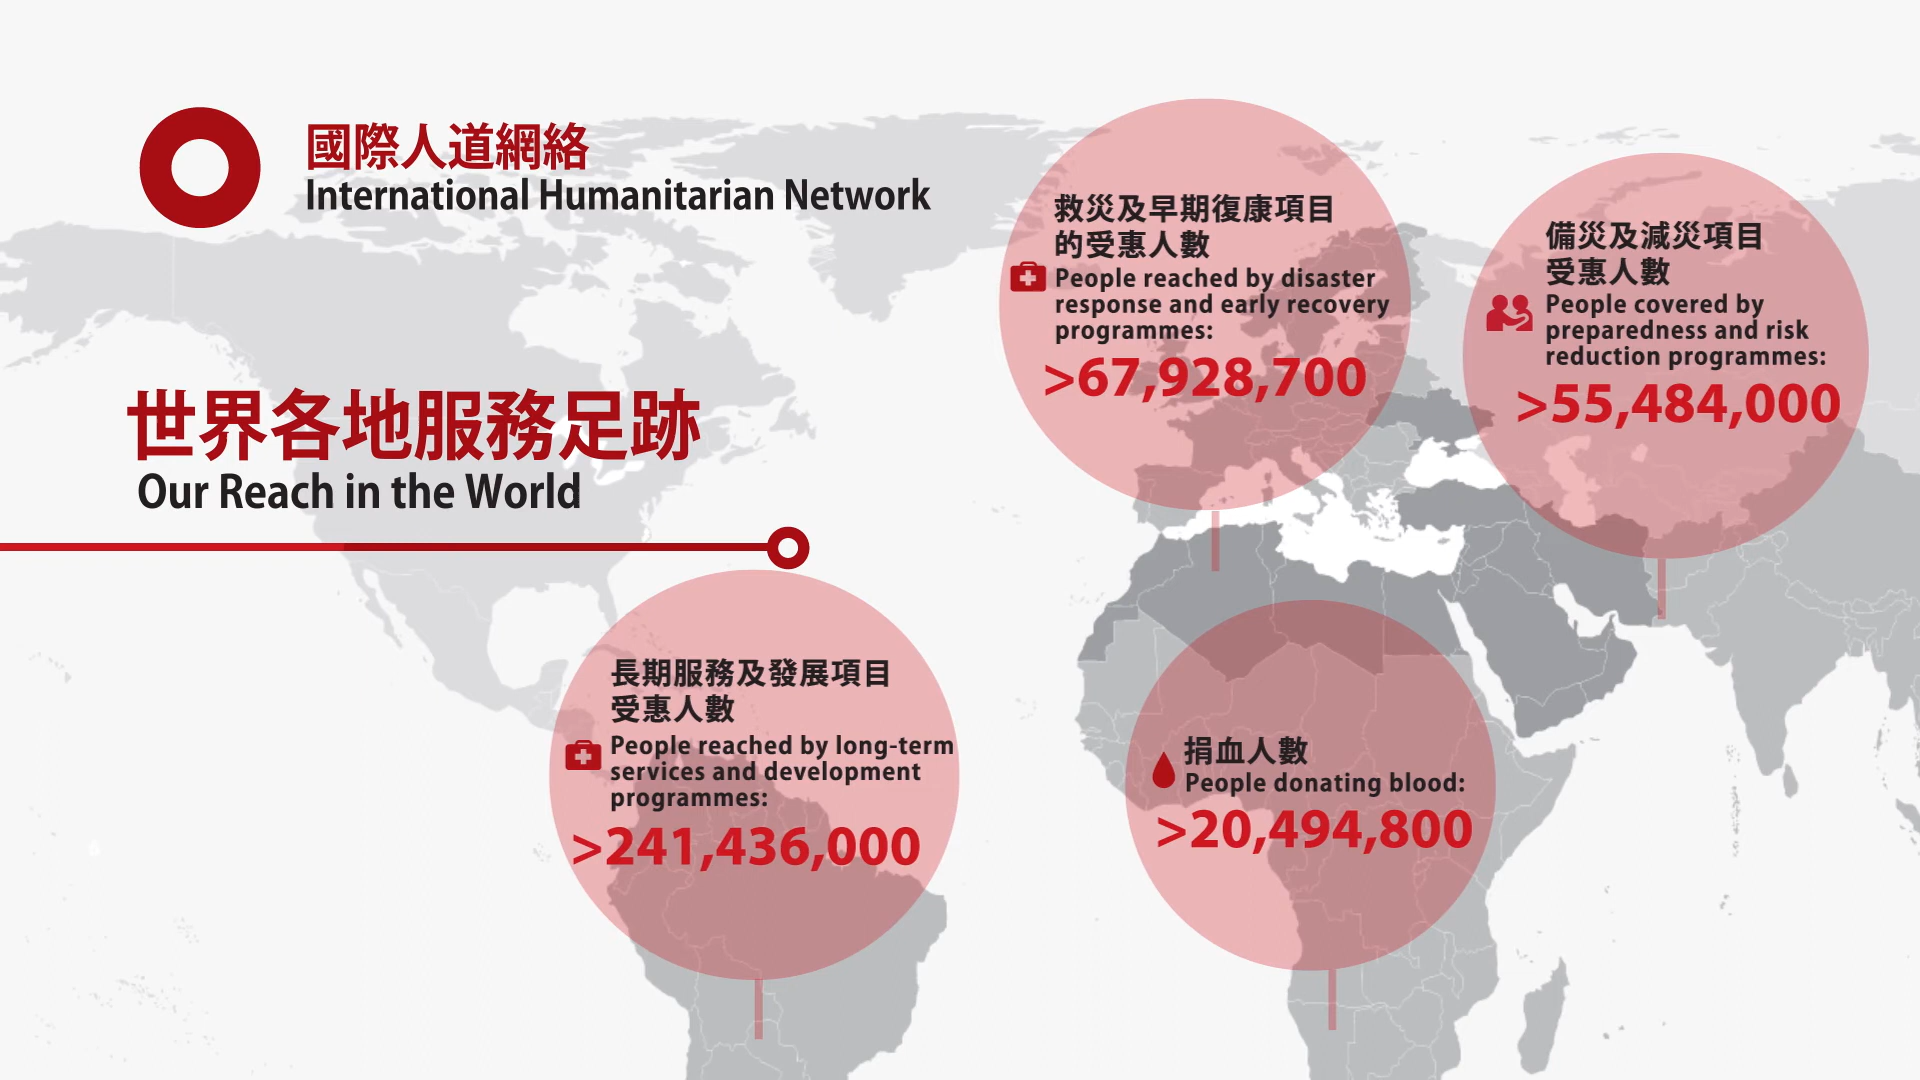 國際人道網絡
International Humanitarian Network
世界各地服務足跡
Our Reach in the World
救災及早期復康項目
的受惠人數
People reached by disaster
response and early recovery
programmes:
>67,928,700
備災及減災項目
受惠人數
People covered by
preparedness and risk
reduction programmes:
>55,484,000
長期服務及發展項目
受惠人數
People reached by long-term
services and development
programmes:
>241,436,000
捐血人數
People donating blood:
>20,494,800